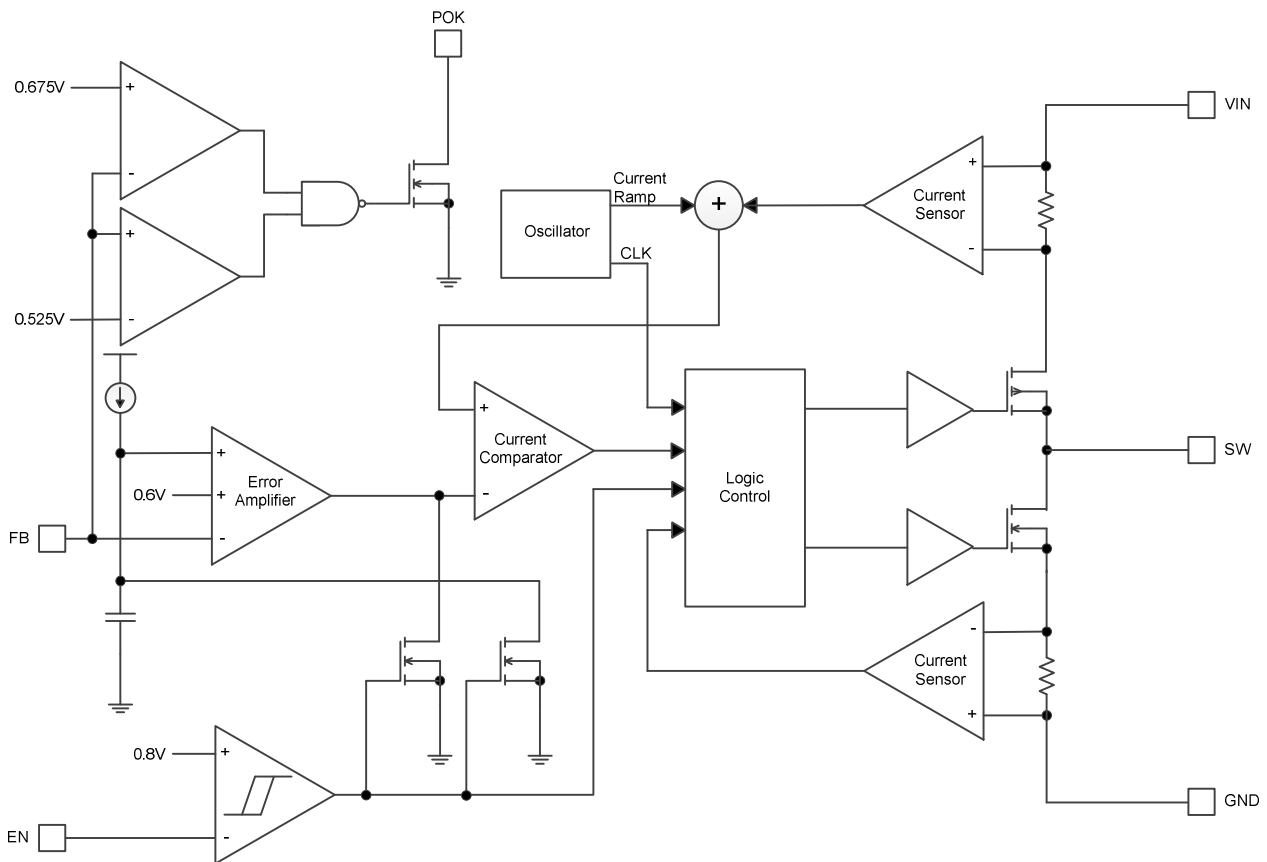 POK
0.675V
+
-
+
0.525V
-
VIN
+
Current
Sensor
-
Current
Ramp
+
Oscillator
CLK
+
Current
Comparator
-
Logic
Control
SW
+
Error
Amplifier
0.6V
+
FB
-
-
Current
Sensor
+
0.8V
+
EN
-
GND